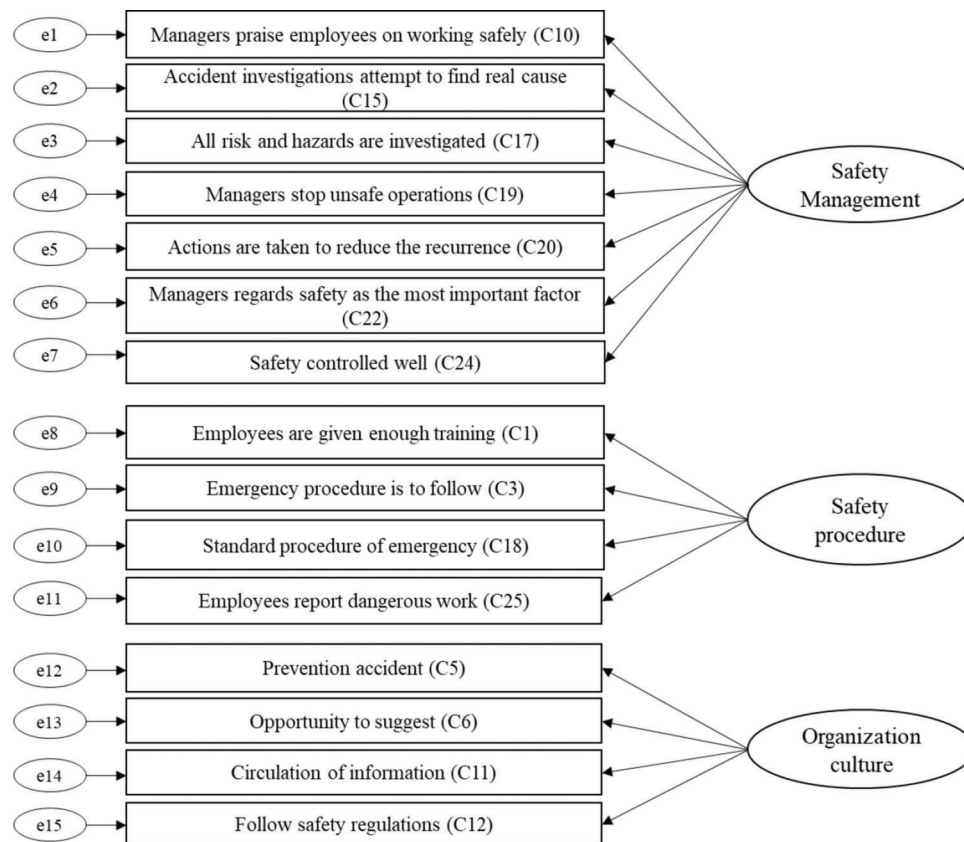 e1
Managers praise employees on working safely (C10)
e2
Accident investigations attempt to find real cause
(C15)
e3
All risk and hazards are investigated (C17)
e4
Managers stop unsafe operations (C19)
e5
Actions are taken to reduce the recurrence (C20)
e6
Managers regards safety as the most important factor
(C22)
e7
Safety controlled well (C24)
Safety
Management
e8
Employees are given enough training (C1)
e9
Emergency procedure is to follow (C3)
e10
Standard procedure of emergency (C18)
e11
Employees report dangerous work (C25)
Safety
procedure
e12
Prevention accident (C5)
e13
Opportunity to suggest (C6)
e14
Circulation of information (C11)
e15
Follow safety regulations (C12)
Organization
culture